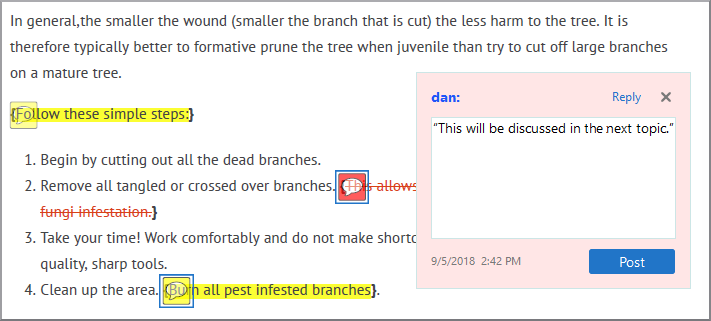 In general,the smaller the wound (smaller the branch that is cut) the less harm to the tree. It is
therefore typically better to formative prune the tree when juvenile than try to cut off large branches
on a mature tree.
{Follow these simple steps:}
1. Begin by cutting out all the dead branches.
2. Remove all tangled or crossed over branches. {This allows
fungi infestation.}
3. Take your time! Work comfortably and do not make shortc
quality, sharp tools.
4. Clean up the area. {Burn all pest infested branches}.
dan: Reply
"This will be discussed in the next topic."
9/5/2018 2:42 PM Post